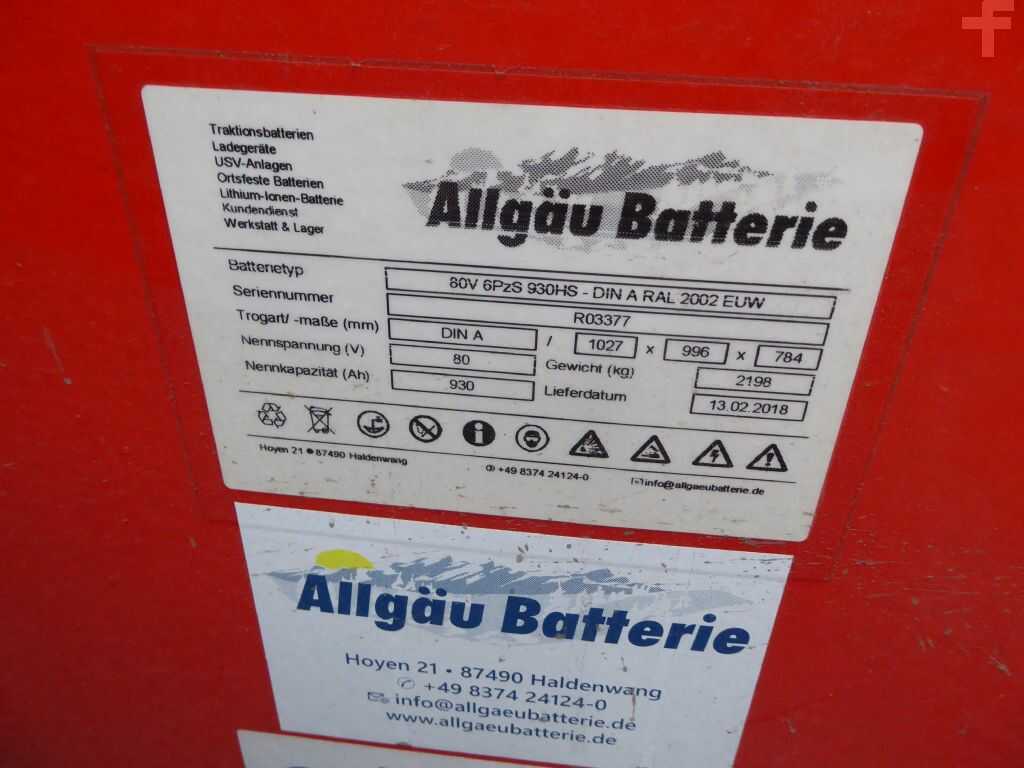 f
Traktionsbatterien
Ladegeräte
USV-Anlagen
Ortsfeste Batterien
Lithium-Ionen-Batterie
Kundendienst
Werkstatt & Lager
Allgäu Batterie
Batterietyp 80V 6PzS 930HS - DIN A RAL 2002 EUW
Seriennummer R03377
Trogart/ -maße (mm) DIN A / 1027 x 996 x 784
Nennspannung (V) 80 Gewicht (kg) 2198
Nennkapazität (Ah) 930 Lieferdatum 13.02.2018
Hoyen 21 • 87490 Haldenwang +49 8374 24124-0 info@allgaeubatterie.de
Allgäu Batterie
Hoyen 21 • 87490 Haldenwang
+49 8374 24124-0
info@allgaeubatterie.de
www.allgaeubatterie.de